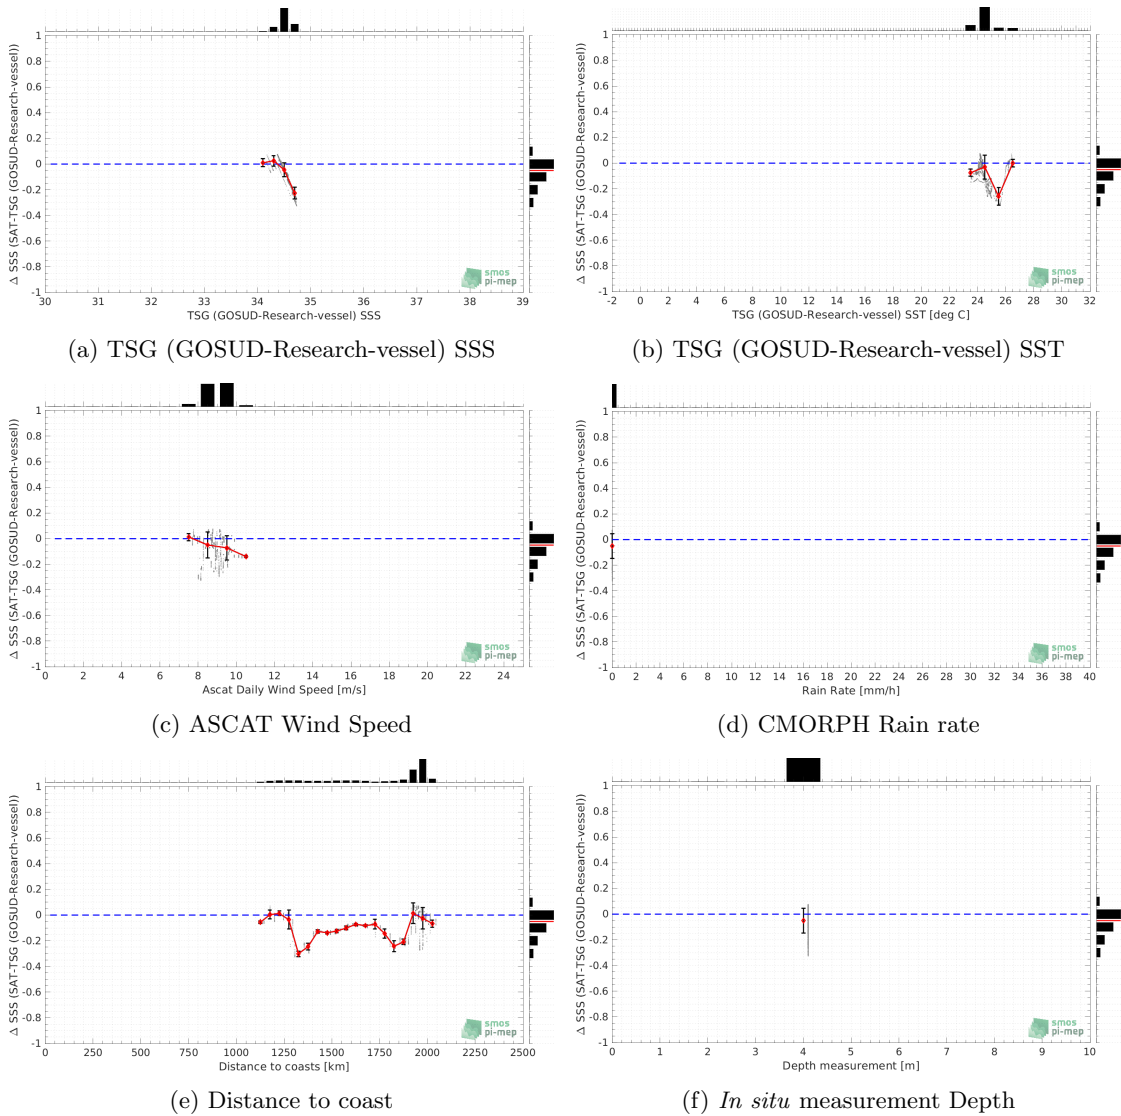 1
0.8
0.6
0.4
0.2
0
-0.2
-0.4
-0.6
-0.8
-1
Δ SSS (SAT-TSG (GOSUD-Research-vessel))
smos
pi-mep
30 31 32 33 34 35 36 37 38 39
TSG (GOSUD-Research-vessel) SSS
(a) TSG (GOSUD-Research-vessel) SSS
1
0.8
0.6
0.4
0.2
0
-0.2
-0.4
-0.6
-0.8
-1
Δ SSS (SAT-TSG (GOSUD-Research-vessel))
smos
pi-mep
-2 0 2 4 6 8 10 12 14 16 18 20 22 24 26 28 30 32
TSG (GOSUD-Research-vessel) SST [deg C]
(b) TSG (GOSUD-Research-vessel) SST
1
0.8
0.6
0.4
0.2
0
-0.2
-0.4
-0.6
-0.8
-1
Δ SSS (SAT-TSG (GOSUD-Research-vessel))
smos
pi-mep
0 2 4 6 8 10 12 14 16 18 20 22 24
Ascat Daily Wind Speed [m/s]
(c) ASCAT Wind Speed
1
0.8
0.6
0.4
0.2
0
-0.2
-0.4
-0.6
-0.8
-1
Δ SSS (SAT-TSG (GOSUD-Research-vessel))
smos
pi-mep
0 2 4 6 8 10 12 14 16 18 20 22 24 26 28 30 32 34 36 38 40
Rain Rate [mm/h]
(d) CMORPH Rain rate
1
0.8
0.6
0.4
0.2
0
-0.2
-0.4
-0.6
-0.8
-1
Δ SSS (SAT-TSG (GOSUD-Research-vessel))
smos
pi-mep
0 250 500 750 1000 1250 1500 1750 2000 2250 2500
Distance to coasts [km]
(e) Distance to coast
1
0.8
0.6
0.4
0.2
0
-0.2
-0.4
-0.6
-0.8
-1
Δ SSS (SAT-TSG (GOSUD-Research-vessel))
smos
pi-mep
0 1 2 3 4 5 6 7 8 9 10
Depth measurement [m]
(f) In situ measurement Depth